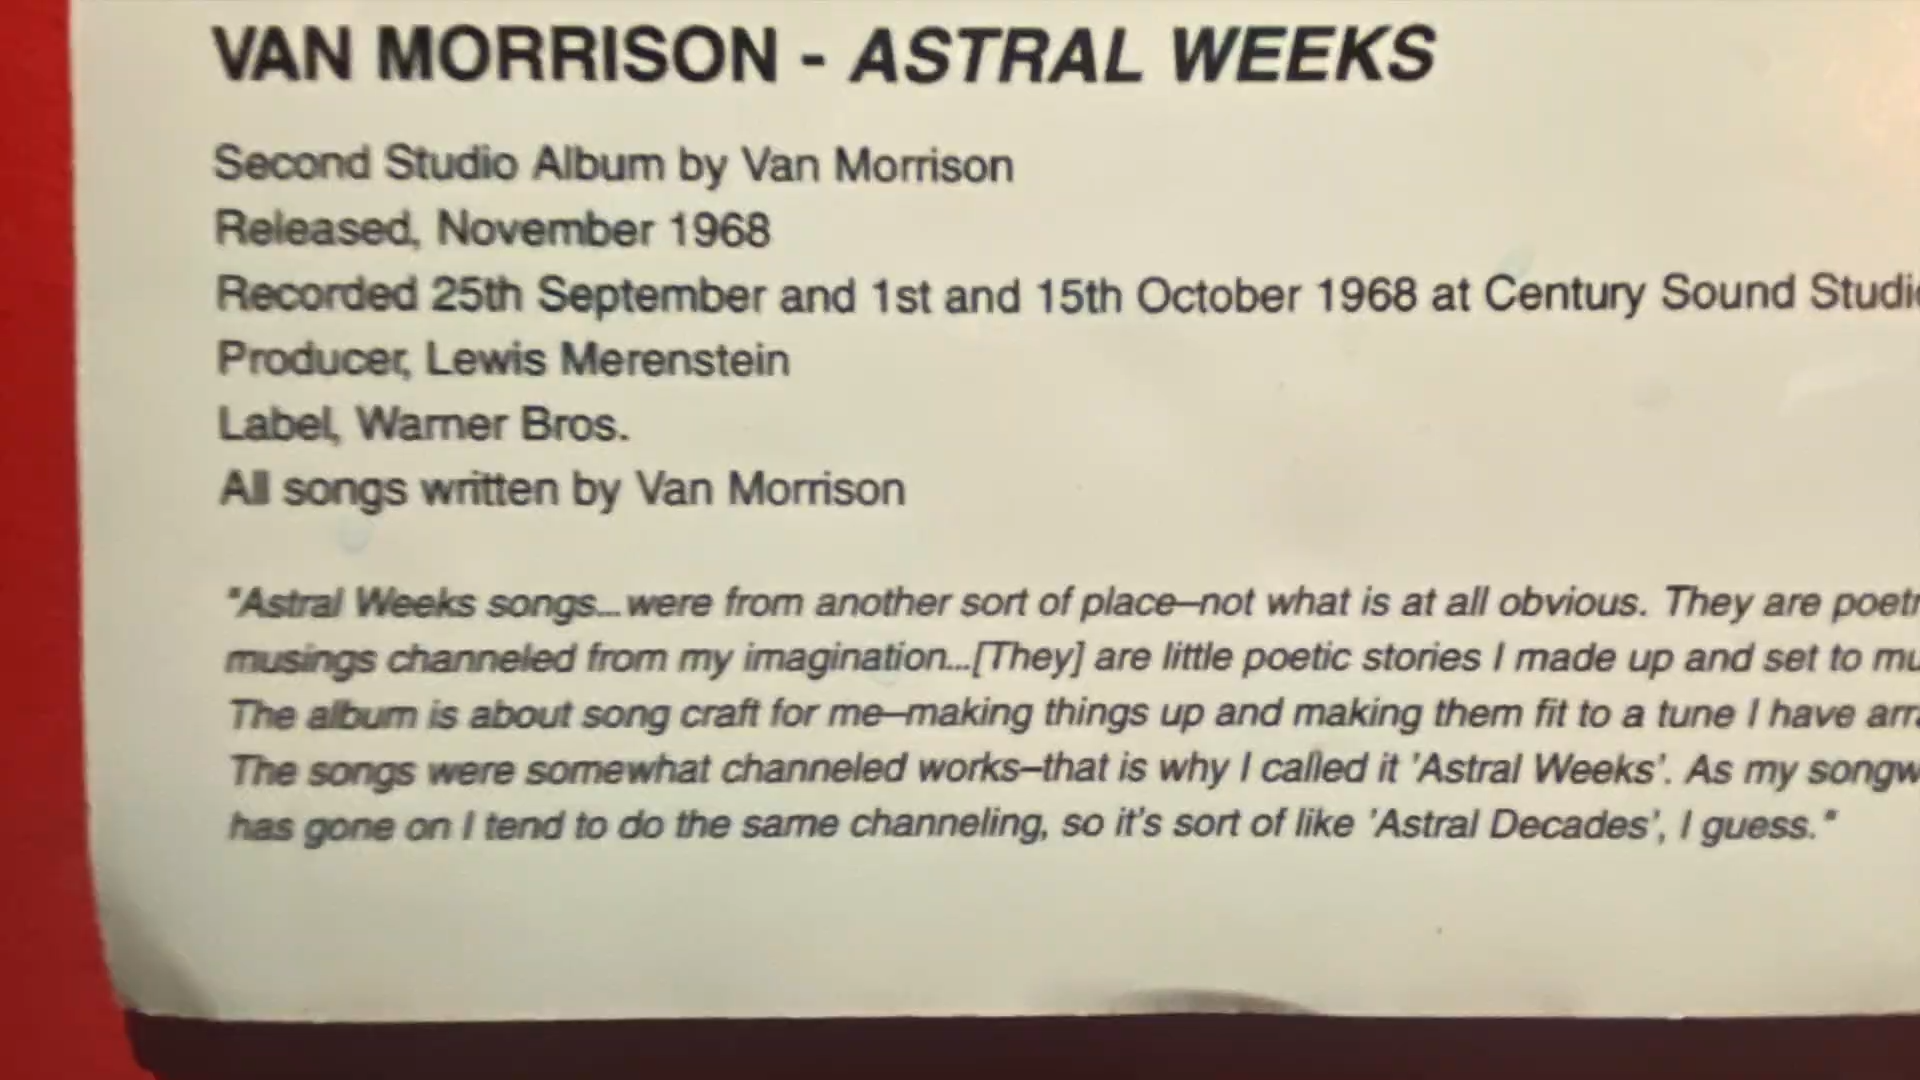 VAN MORRISON - ASTRAL WEEKS
Second Studio Album by Van Morrison
Released, November 1968
Recorded 25th September and 1st and 15th October 1968 at Century Sound
Producer, Lewis Merenstein
Label, Warner Bros.
All songs written by Van Morrison
"Astral Weeks songs...were from another sort of place–not what is at all obvious. They are
musings channeled from my imagination...[They] are little poetic stories I made up and set to
The album is about song craft for me–making things up and making them fit to a tune I have
The songs were somewhat channeled works–that is why I called it 'Astral Weeks'. As my
has gone on I tend to do the same channeling, so it's sort of like 'Astral Decades', I guess."